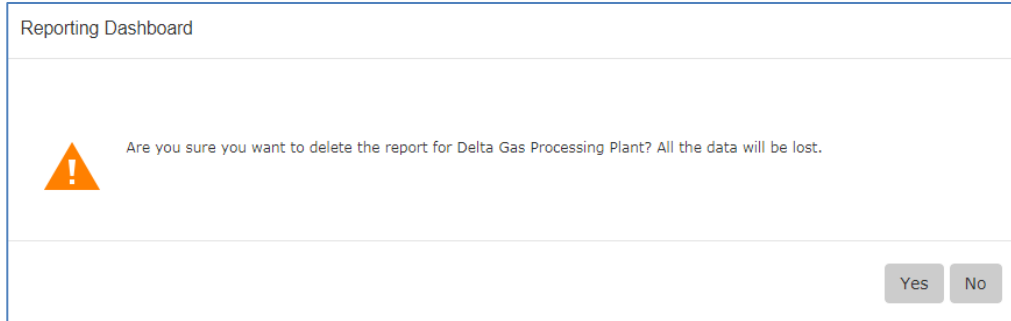 Reporting Dashboard
Are you sure you want to delete the report for Delta Gas Processing Plant? All the data will be lost.
!
Yes No